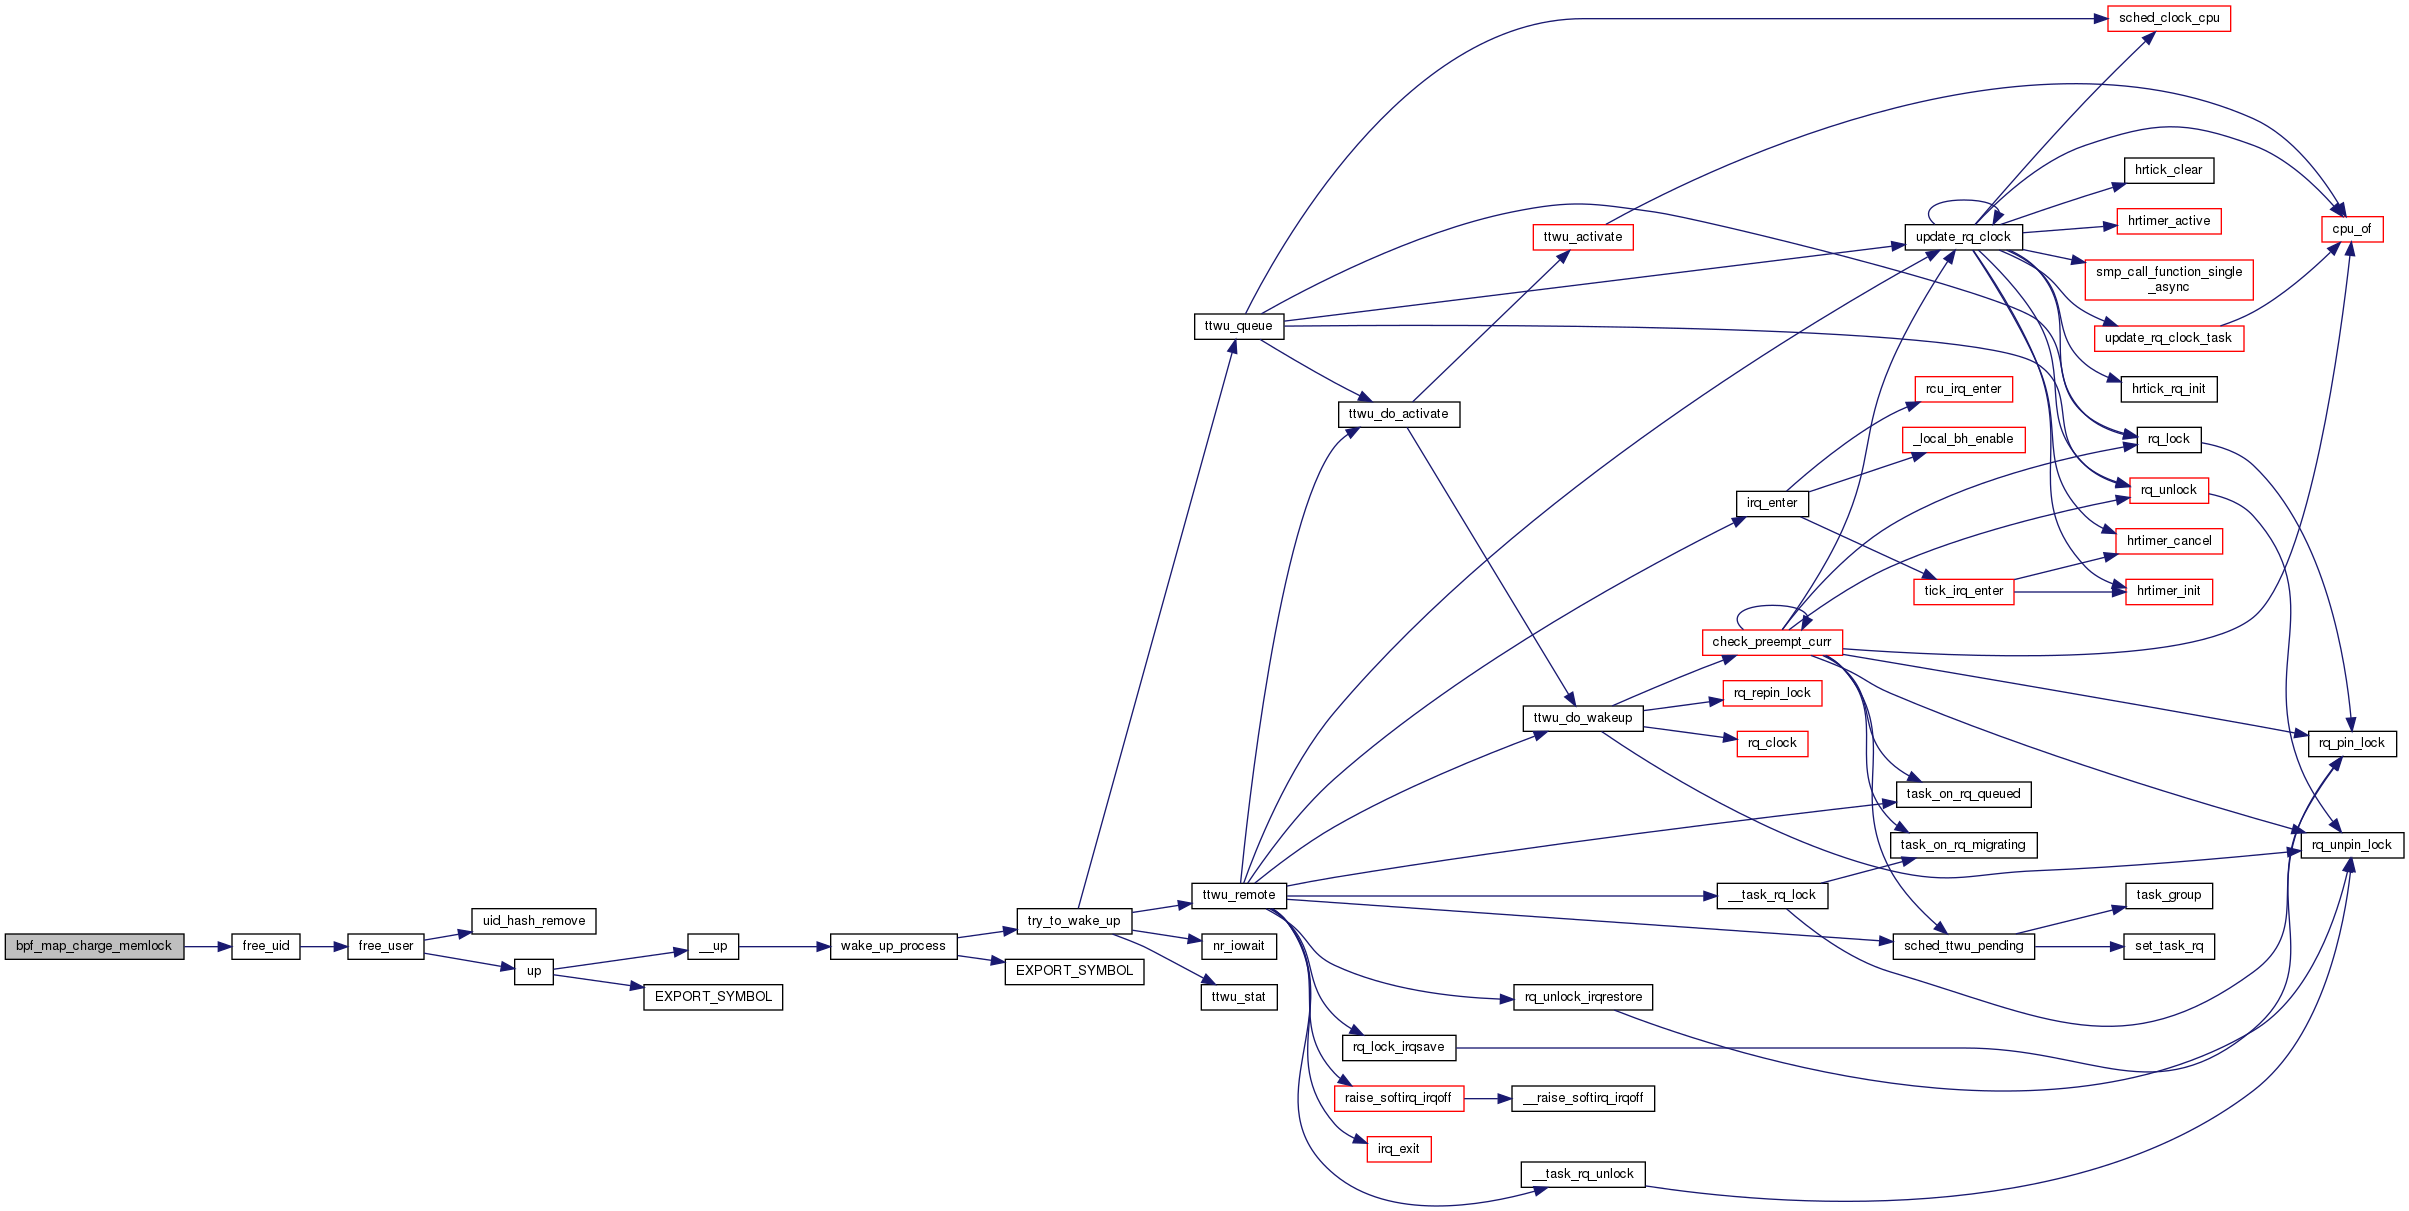 sched_clock_cpu
hrtick_clear
hrtimer_active
cpu_of
ttwu_activate
update_rq_clock
smp_call_function_single
_async
ttwu_queue
update_rq_clock_task
rcu_irq_enter
hrtick_rq_init
ttwu_do_activate
_local_bh_enable
rq_lock
rq_unlock
irq_enter
hrtimer_cancel
tick_irq_enter
hrtimer_init
check_preempt_curr
rq_repin_lock
ttwu_do_wakeup
rq_clock
rq_pin_lock
task_on_rq_queued
task_on_rq_migrating
rq_unpin_lock
ttwu_remote
__task_rq_lock
task_group
uid_hash_remove
try_to_wake_up
bpf_map_charge_memlock
free_uid
free_user
__up
wake_up_process
nr_iowait
sched_ttwu_pending
set_task_rq
up
EXPORT_SYMBOL
EXPORT_SYMBOL
ttwu_stat
rq_unlock_irqrestore
rq_lock_irqsave
raise_softirq_irqoff
__raise_softirq_irqoff
irq_exit
__task_rq_unlock